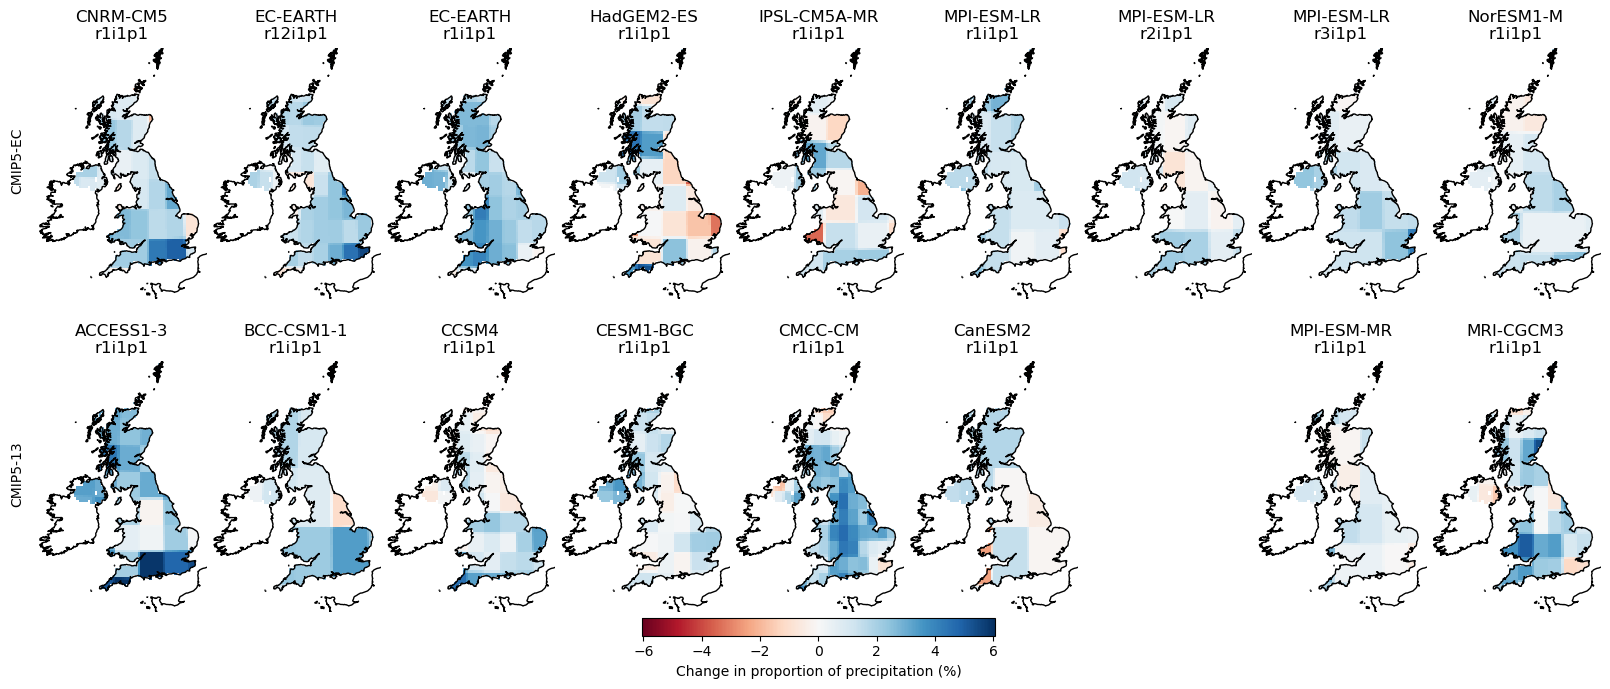 CNRM-CM5 EC-EARTH EC-EARTH HadGEM2-ES IPSL-CM5A-MR MPI-ESM-LR MPI-ESM-LR MPI-ESM-LR NorESM1-M
r1i1p1 r12i1p1 r1i1p1 r1i1p1 r1i1p1 r1i1p1 r2i1p1 r3i1p1 r1i1p1
CMIP5-EC
ACCESS1-3 BCC-CSM1-1 CCSM4 CESM1-BGC CMCC-CM CanESM2 MPI-ESM-MR MRI-CGCM3
r1i1p1 r1i1p1 r1i1p1 r1i1p1 r1i1p1 r1i1p1 r1i1p1 r1i1p1
CMIP5-13
−6 −4 −2 0 2 4 6
Change in proportion of precipitation (%)